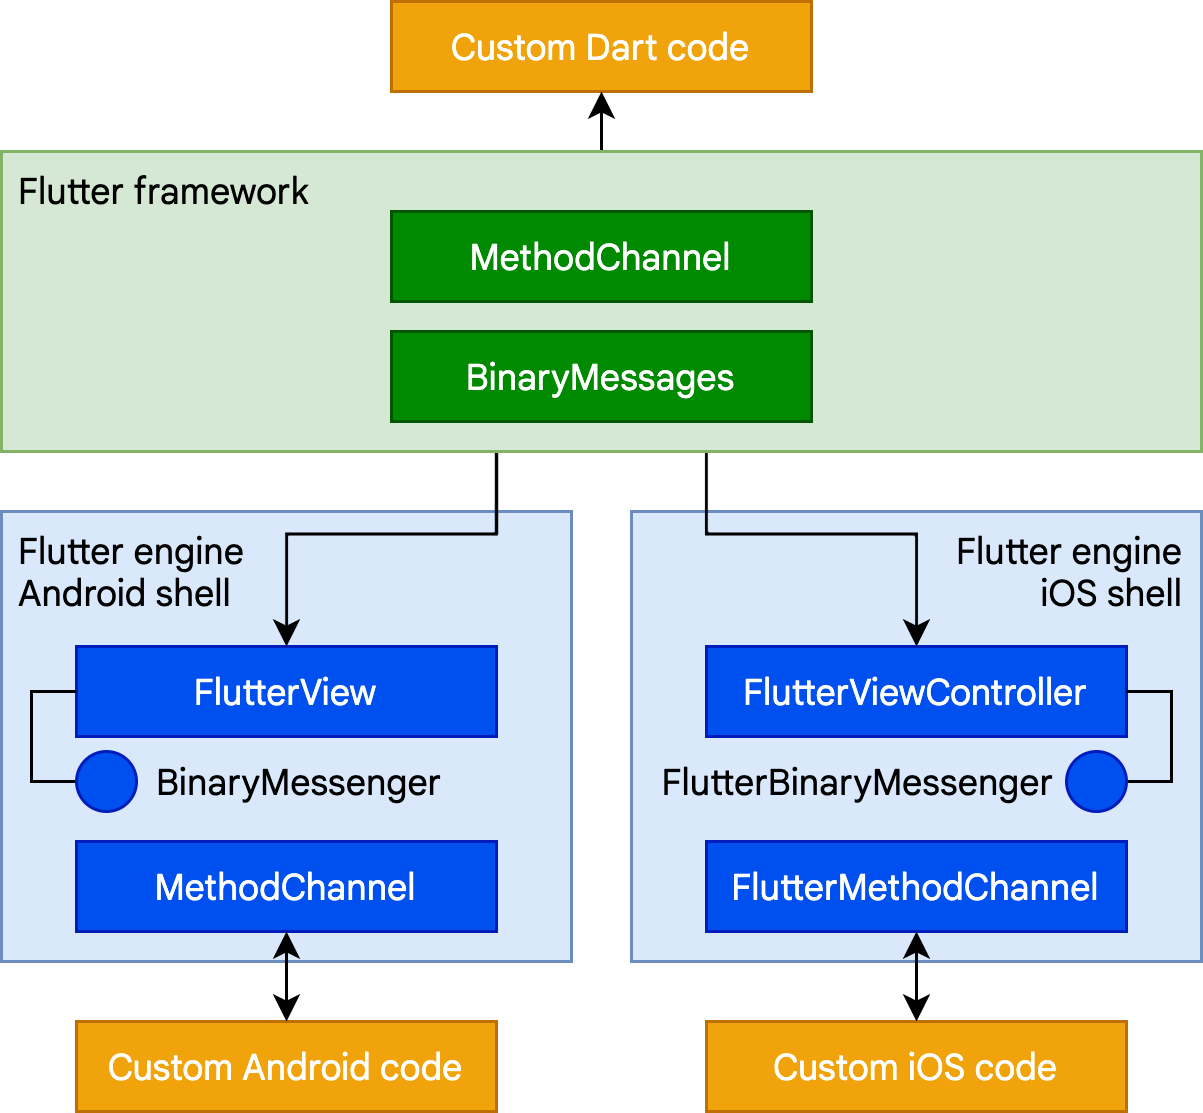 Custom Dart code
Flutter framework
MethodChannel
BinaryMessages
Flutter engine
Android shell
FlutterView
BinaryMessenger
MethodChannel
Custom Android code
Flutter engine
iOS shell
FlutterViewController
FlutterBinaryMessenger
FlutterMethodChannel
Custom iOS code